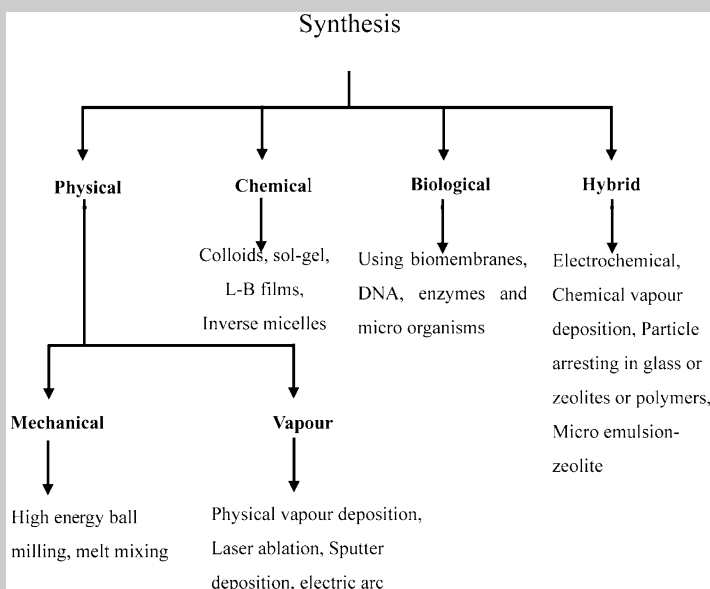 Synthesis
Physical
Chemical
Biological
Hybrid
Colloids, sol-gel,
L-B films,
Inverse micelles
Using biomembranes,
DNA, enzymes and
micro organisms
Electrochemical,
Chemical vapour
deposition, Particle
arresting in glass or
zeolites or polymers,
Micro emulsion-
zeolite
Mechanical
Vapour
High energy ball
milling, melt mixing
Physical vapour deposition,
Laser ablation, Sputter
deposition, electric arc